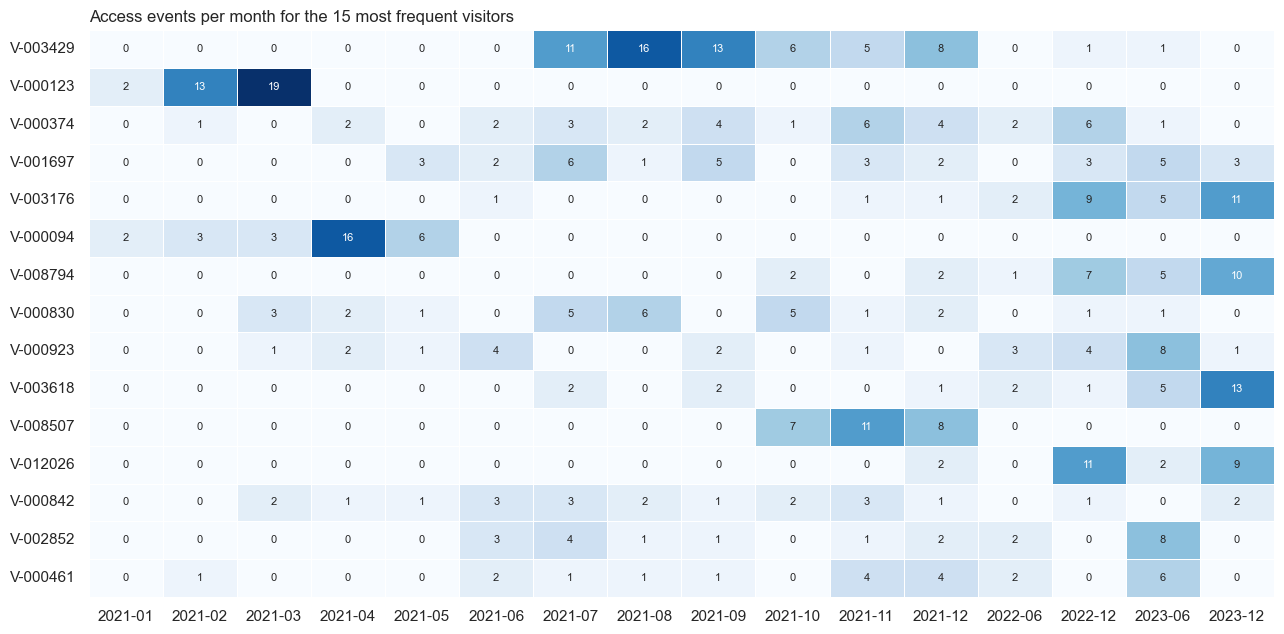 Access events per month for the 15 most frequent visitors
V-003429 0 0 0 0 0 0 11 16 13 6 5 8 0 1 1 0
V-000123 2 13 19 0 0 0 0 0 0 0 0 0 0 0 0 0
V-000374 0 1 0 2 0 2 3 2 4 1 6 4 2 6 1 0
V-001697 0 0 0 0 3 2 6 1 5 0 3 2 0 3 5 3
V-003176 0 0 0 0 0 1 0 0 0 0 1 1 2 9 5 11
V-000094 2 3 3 16 6 0 0 0 0 0 0 0 0 0 0 0
V-008794 0 0 0 0 0 0 0 0 0 2 0 2 1 7 5 10
V-000830 0 0 3 2 1 0 5 6 0 5 1 2 0 1 1 0
V-000923 0 0 1 2 1 4 0 0 2 0 1 0 3 4 8 1
V-003618 0 0 0 0 0 0 2 0 2 0 0 1 2 1 5 13
V-008507 0 0 0 0 0 0 0 0 0 7 11 8 0 0 0 0
V-012026 0 0 0 0 0 0 0 0 0 0 0 2 0 11 2 9
V-000842 0 0 2 1 1 3 3 2 1 2 3 1 0 1 0 2
V-002852 0 0 0 0 0 3 4 1 1 0 1 2 2 0 8 0
V-000461 0 1 0 0 0 2 1 1 1 0 4 4 2 0 6 0
2021-01 2021-02 2021-03 2021-04 2021-05 2021-06 2021-07 2021-08 2021-09 2021-10 2021-11 2021-12 2022-06 2022-12 2023-06 2023-12